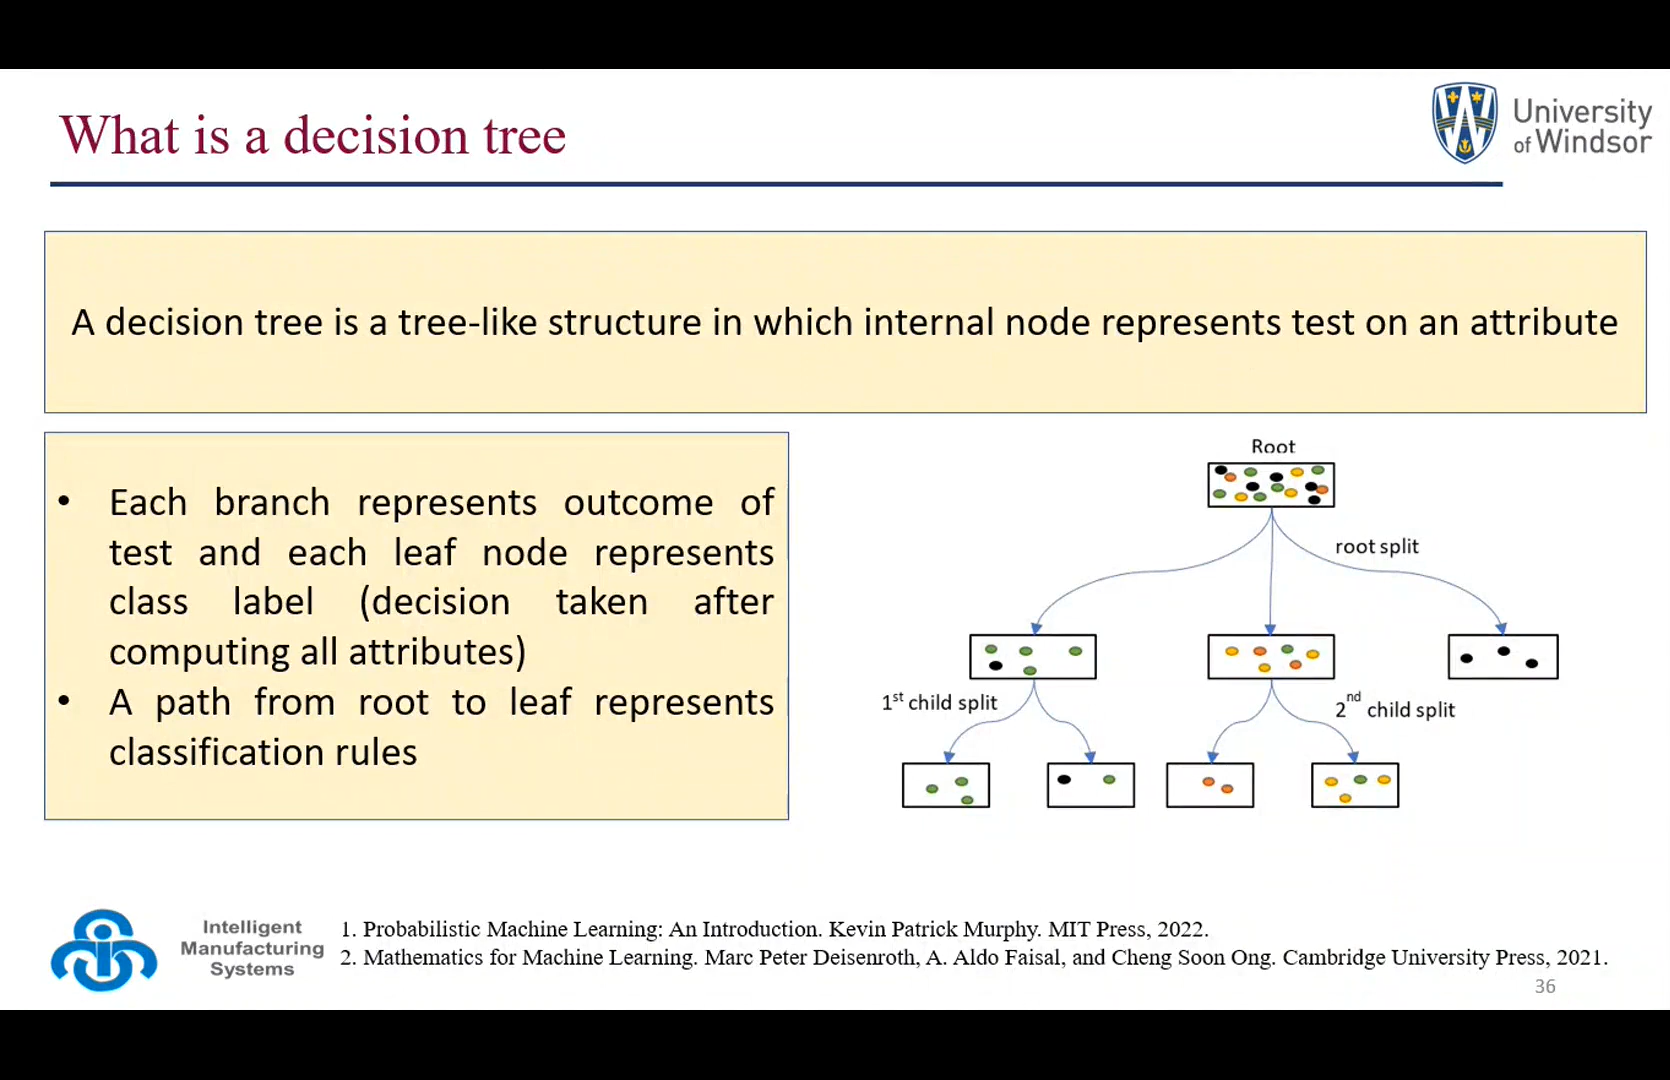 What is a decision tree
University
of Windsor
A decision tree is a tree-like structure in which internal node represents test on an attribute
• Each branch represents outcome of
test and each leaf node represents
class label (decision taken after
computing all attributes)
• A path from root to leaf represents
classification rules
Root
root split
1st child split
2nd child split
Intelligent
Manufacturing
Systems
1. Probabilistic Machine Learning: An Introduction. Kevin Patrick Murphy. MIT Press, 2022.
2. Mathematics for Machine Learning. Marc Peter Deisenroth, A. Aldo Faisal, and Cheng Soon Ong. Cambridge University Press, 2021.
36